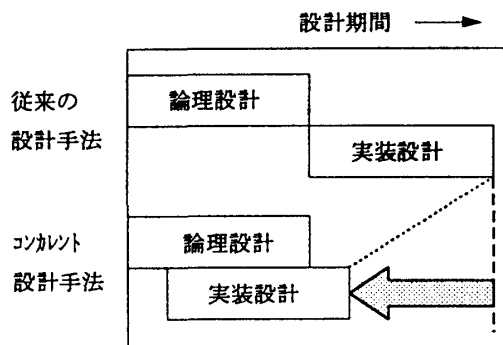 設計期間
従来の
設計手法
論理設計
実装設計
ｺﾝｶﾚﾝﾄ
設計手法
論理設計
実装設計